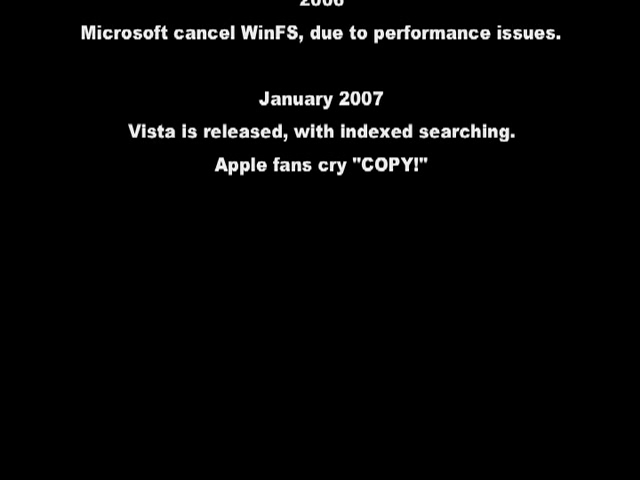 2006
Microsoft cancel WinFS, due to performance issues.
January 2007
Vista is released, with indexed searching.
Apple fans cry "COPY!"